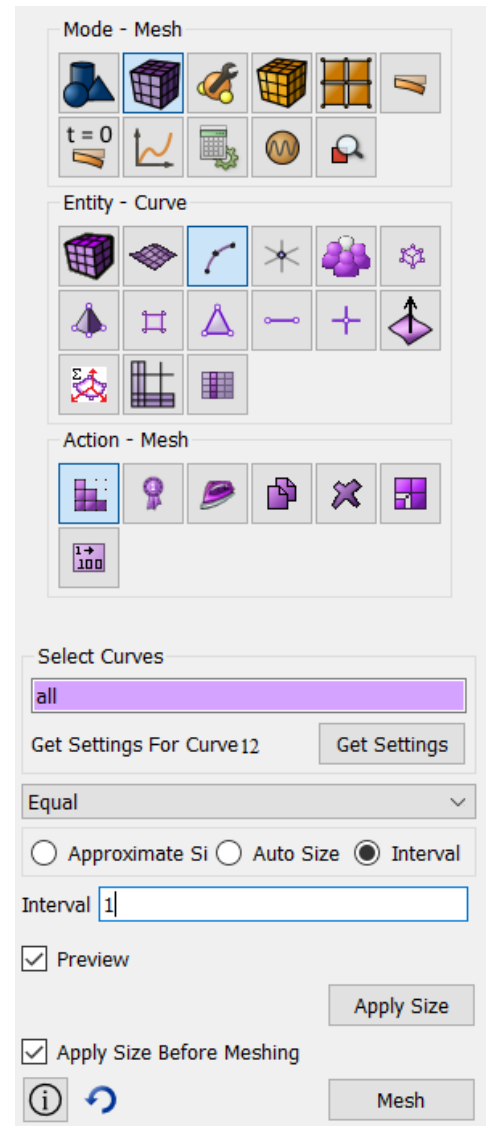 Mode - Mesh
t = 0
Entity - Curve
Σ
Action - Mesh
1
1→
100
Select Curves
all
Get Settings For Curve 12 Get Settings
Equal
Approximate Si Auto Size Interval
Interval 1
Preview
Apply Size
Apply Size Before Meshing
i Mesh